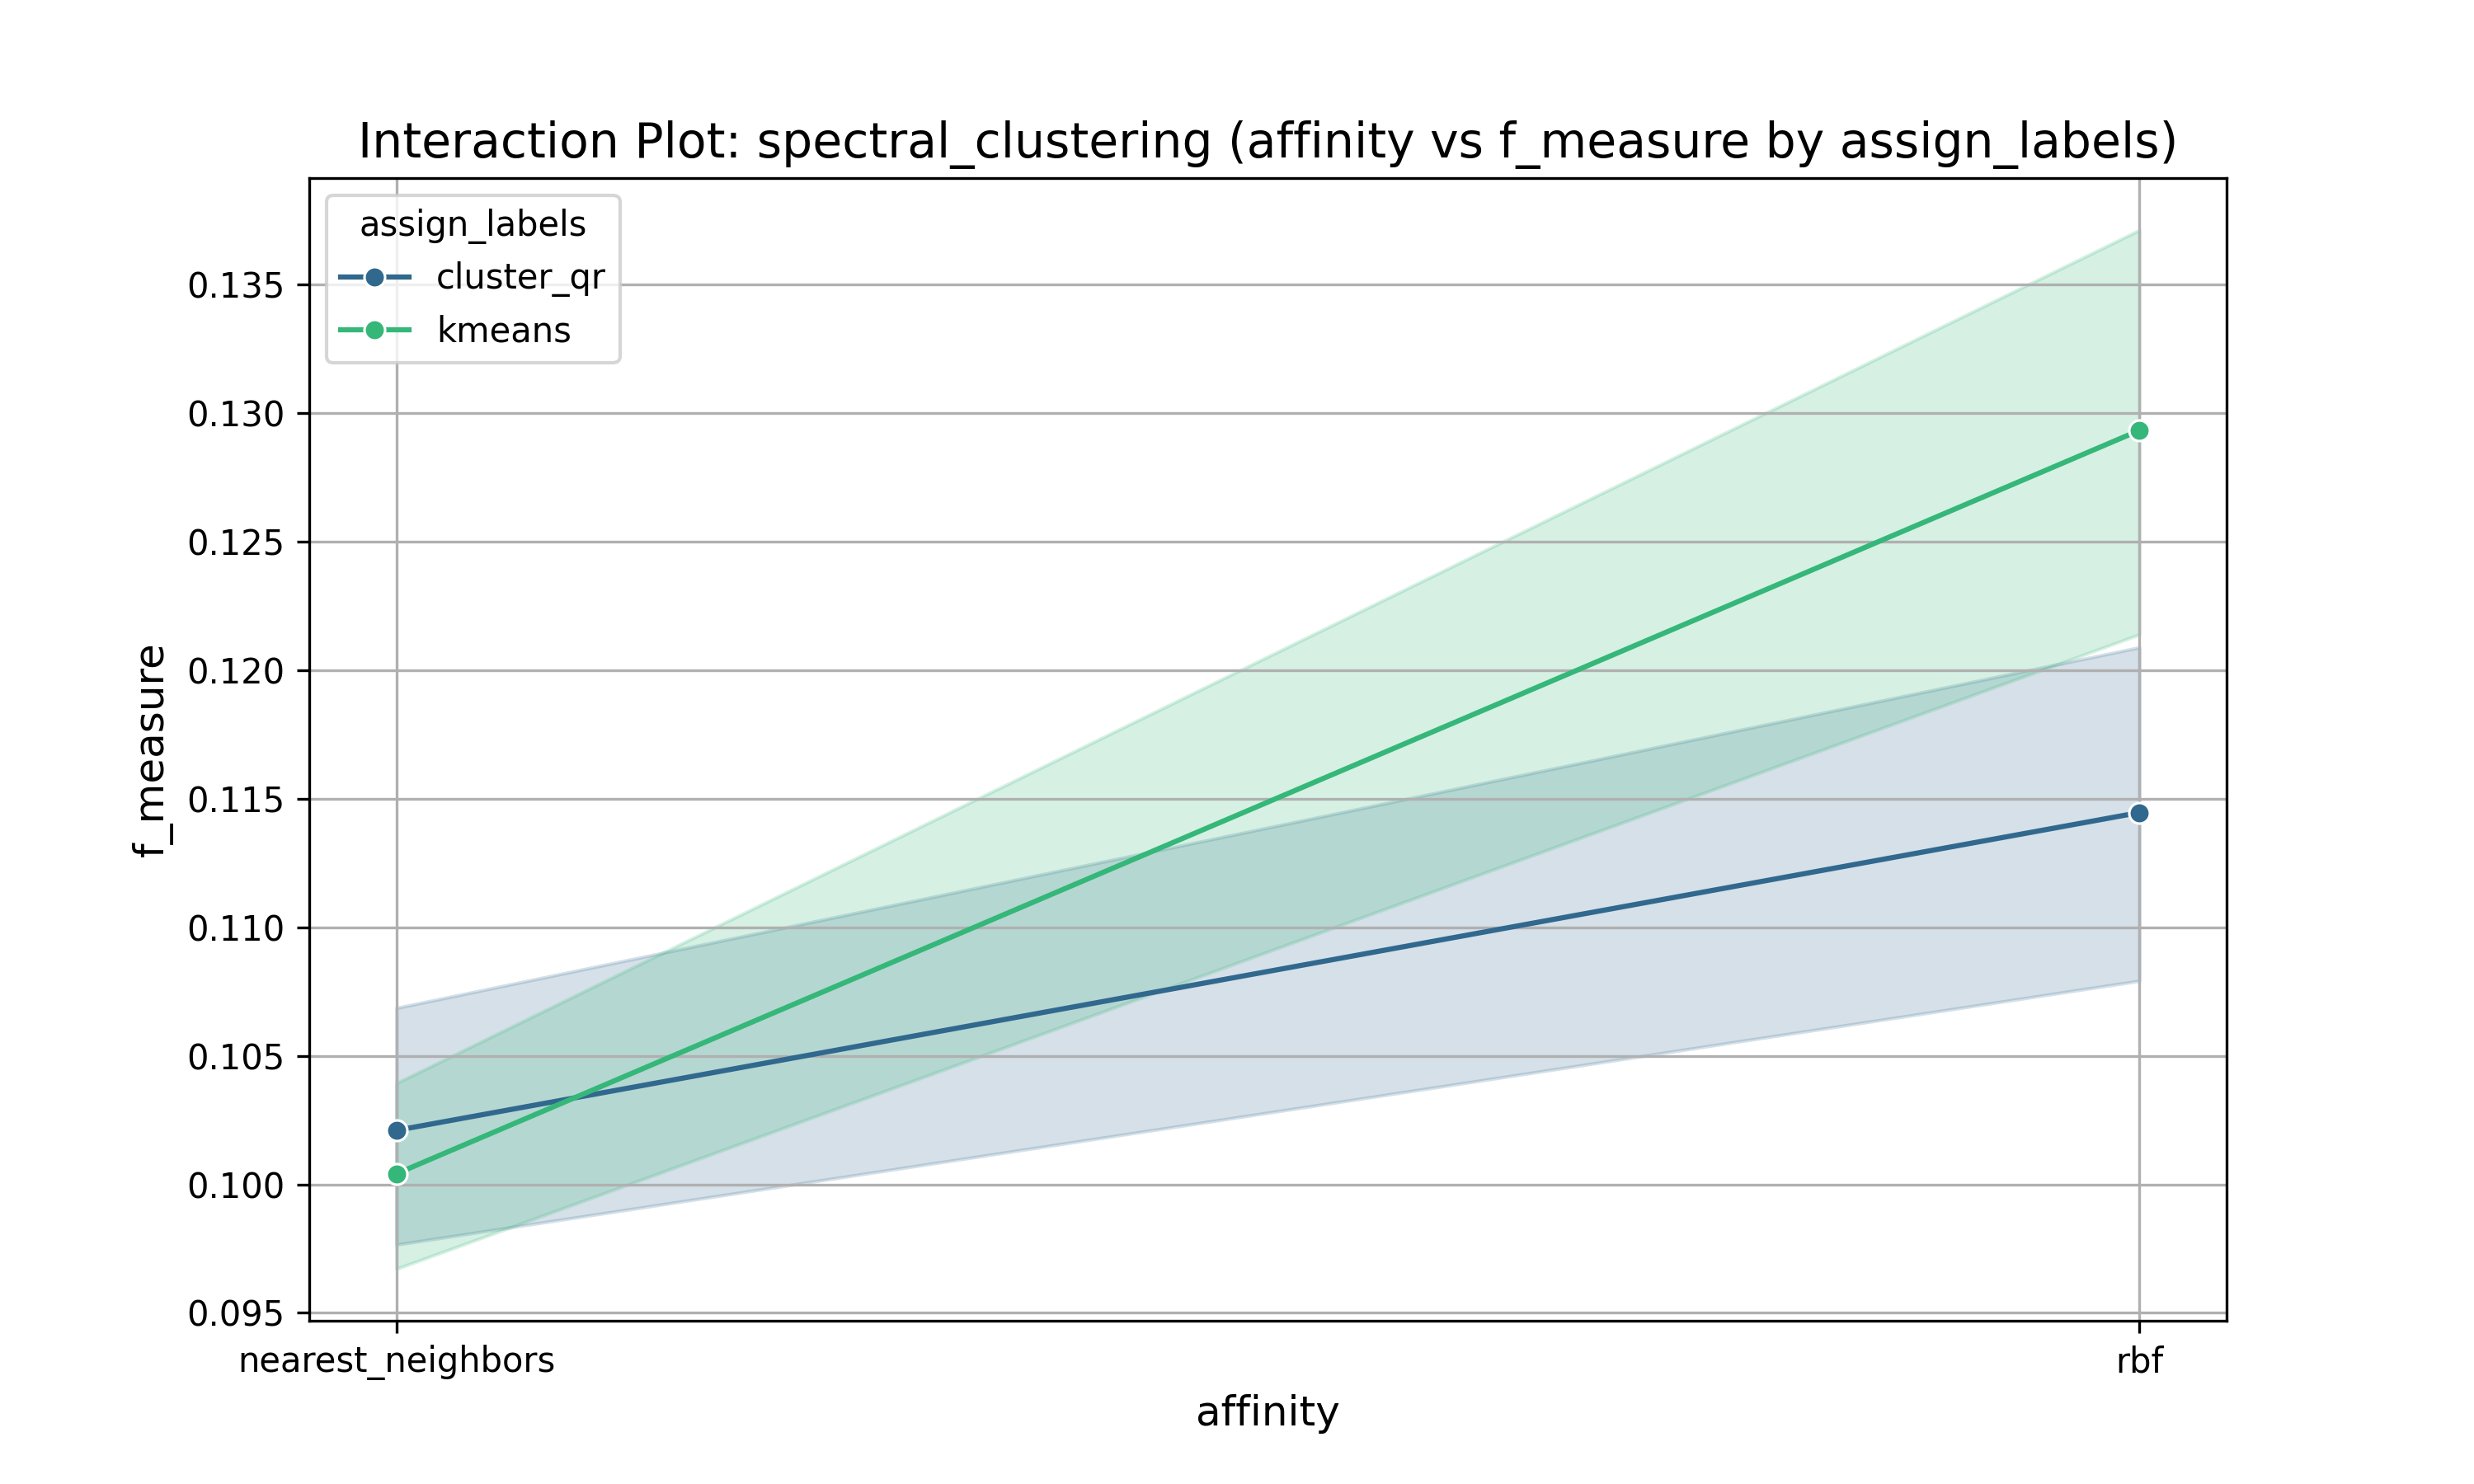 Interaction Plot: spectral_clustering (affinity vs f_measure by assign_labels)
assign_labels
cluster_qr
kmeans
0.135
0.130
0.125
0.120
0.115
0.110
0.105
0.100
0.095
f_measure
nearest_neighbors
rbf
affinity